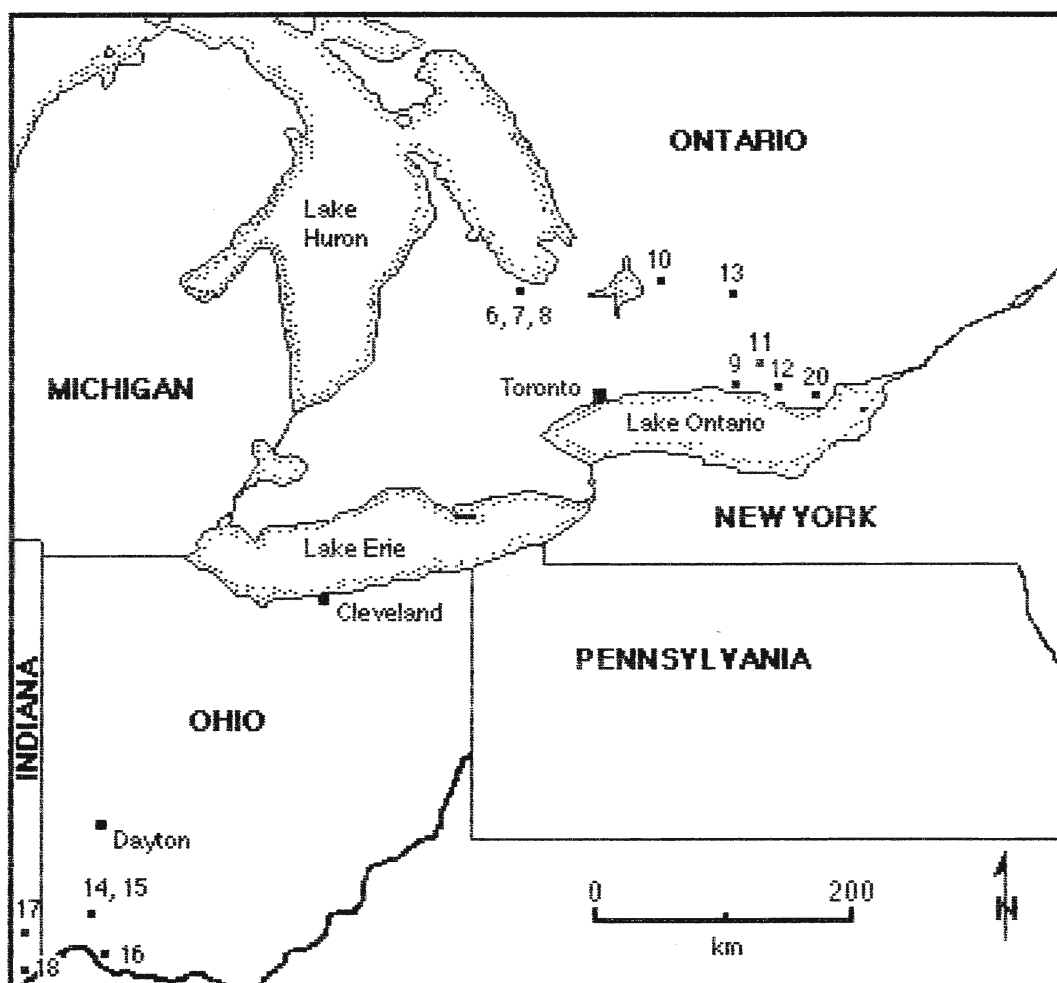 ONTARIO
Lake
Huron
10
13
6, 7, 8
11
MICHIGAN
9
12
20
Toronto
Lake Ontario
NEW YORK
Lake Erie
Cleveland
PENNSYLVANIA
INDIANA
OHIO
Dayton
14, 15
0
200
N
17
km
16
18